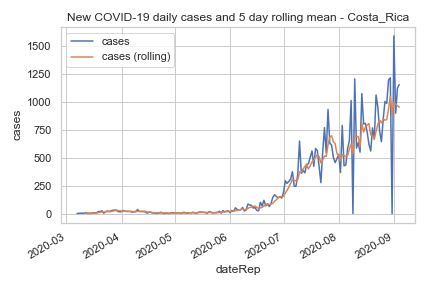 New COVID-19 daily cases and 5 day rolling mean - Costa_Rica
cases
cases (rolling)
1500
1250
1000
750
500
250
0
cases
2020-03
2020-04
2020-05
2020-06
2020-07
2020-08
2020-09
dateRep